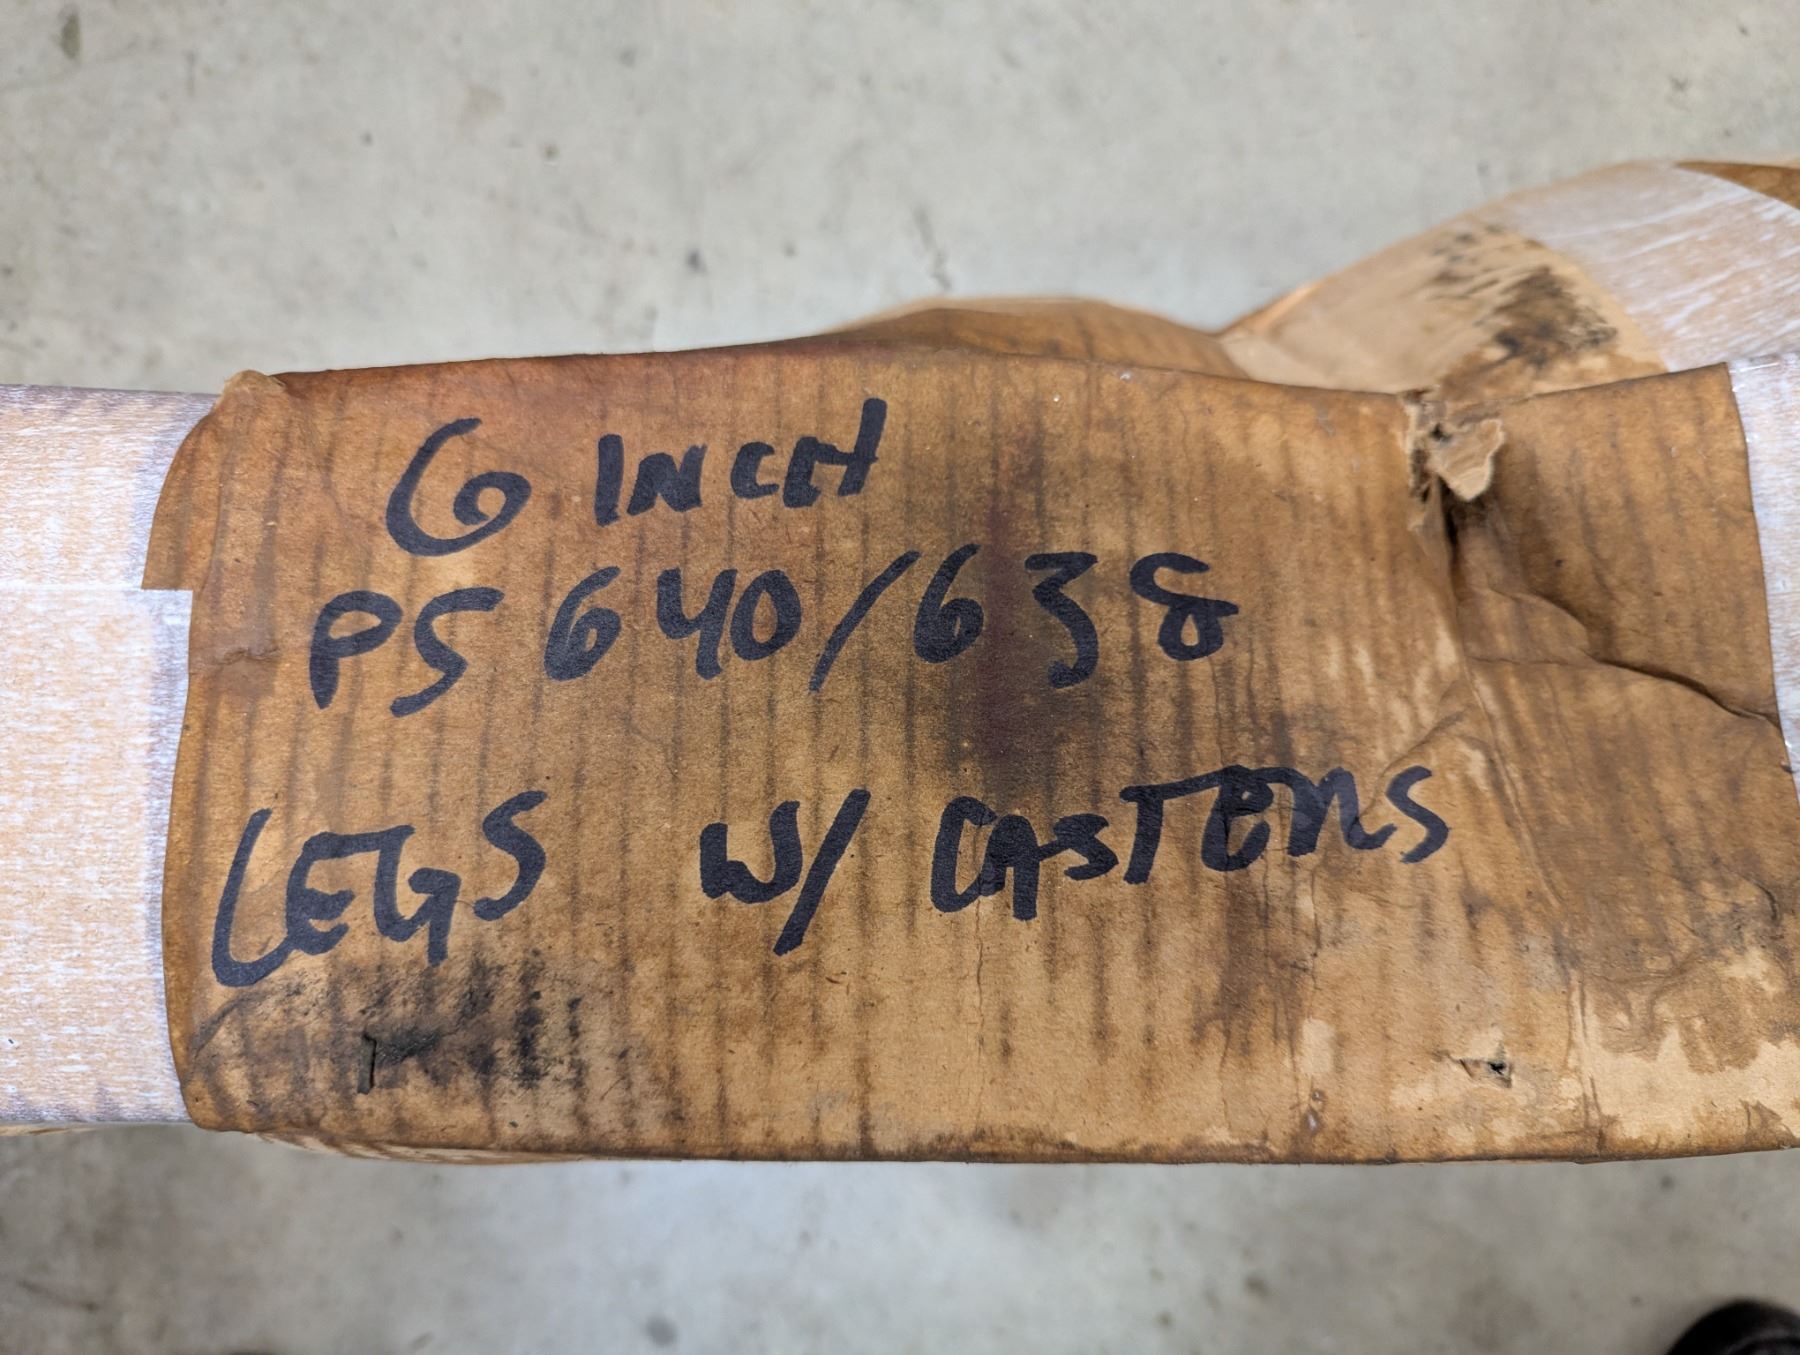 6 INCH
PS 640/638
LEGS W/ CASTERS